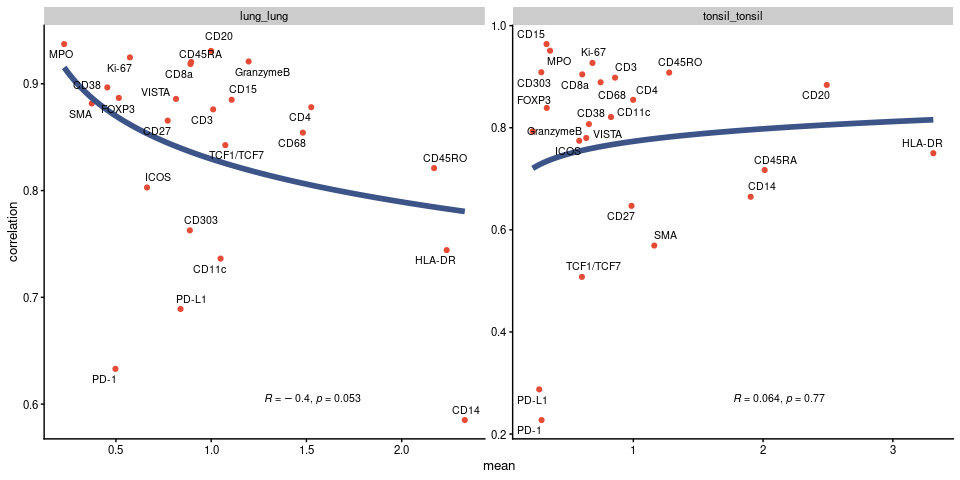 lung_lung
CD20
MPO
CD45RA
Ki-67
CD8a
GranzymeB
CD38
VISTA
CD15
SMA
FOXP3
CD3
CD4
CD27
CD68
TCF1/TCF7
CD45RO
ICOS
CD303
HLA-DR
CD11c
PD-L1
PD-1
R = − 0.4, p = 0.053
CD14
0.9
0.8
0.7
0.6
0.5
1.0
1.5
2.0
correlation
tonsil_tonsil
CD15
MPO
Ki-67
CD45RO
CD3
CD303
CD8a
CD68
CD4
CD20
FOXP3
CD38
CD11c
GranzymeB
VISTA
ICOS
HLA-DR
CD45RA
CD14
CD27
SMA
TCF1/TCF7
PD-L1
R = 0.064, p = 0.77
PD-1
1.0
0.8
0.6
0.4
0.2
1
2
3
mean